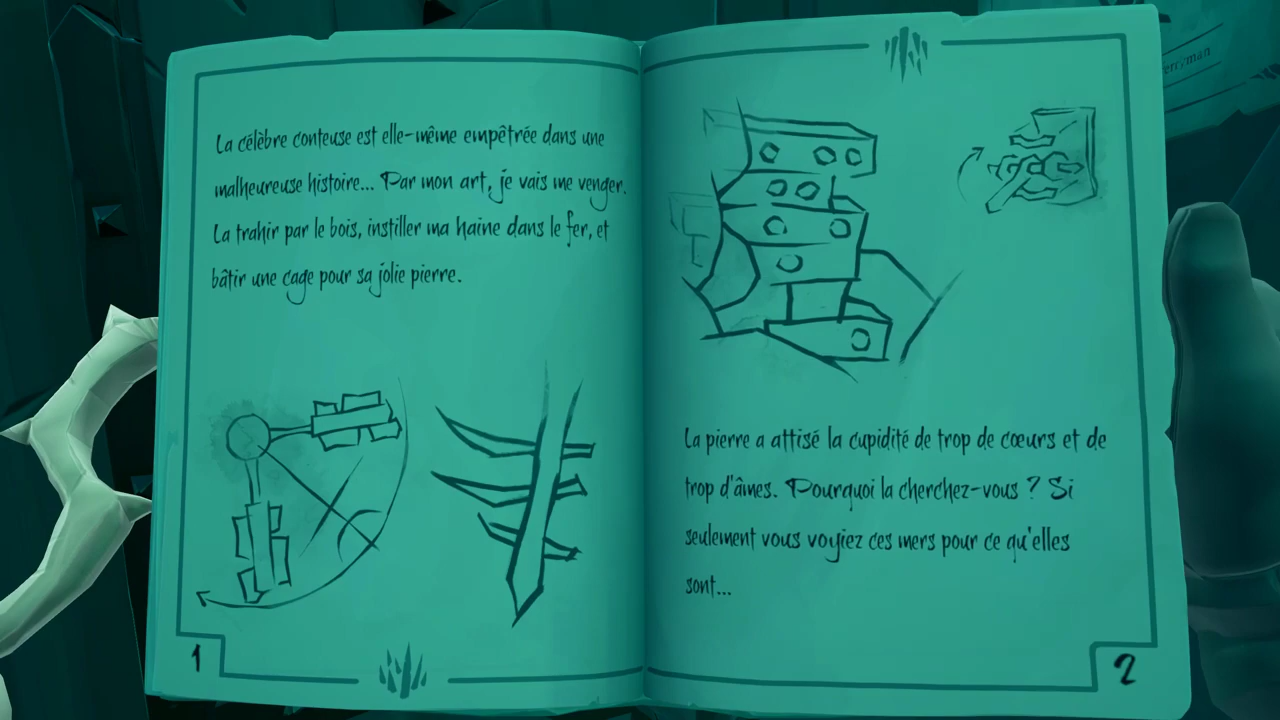 La célèbre conteuse est elle-même empêtrée dans une
malheureuse histoire... Par mon art, je vais me venger.
La trahir par le bois, instiller ma haine dans le fer, et
bâtir une cage pour sa jolie pierre.
1
La pierre a attisé la cupidité de trop de cœurs et de
trop d'âmes. Pourquoi la cherchez-vous ? Si
seulement vous voyiez ces mers pour ce qu'elles
sont...
2